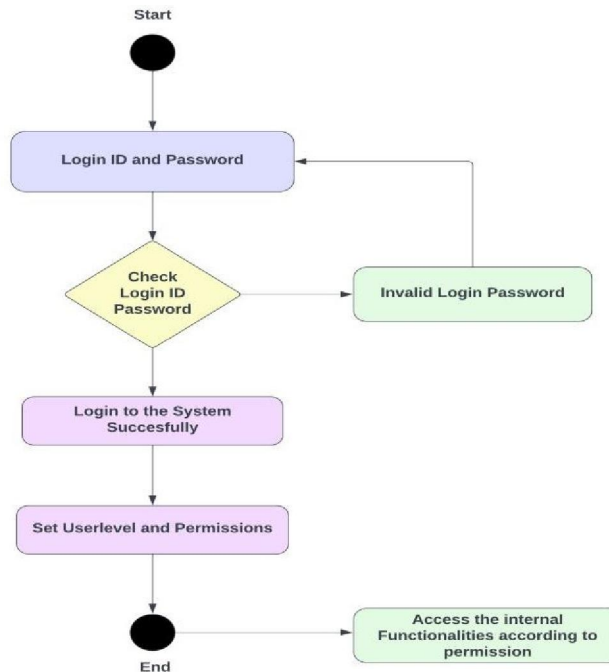 Start
Login ID and Password
Check
Login ID
Password
Invalid Login Password
Login to the System
Succesfully
Set Userlevel and Permissions
Access the internal
Functionalities according to
permission
End